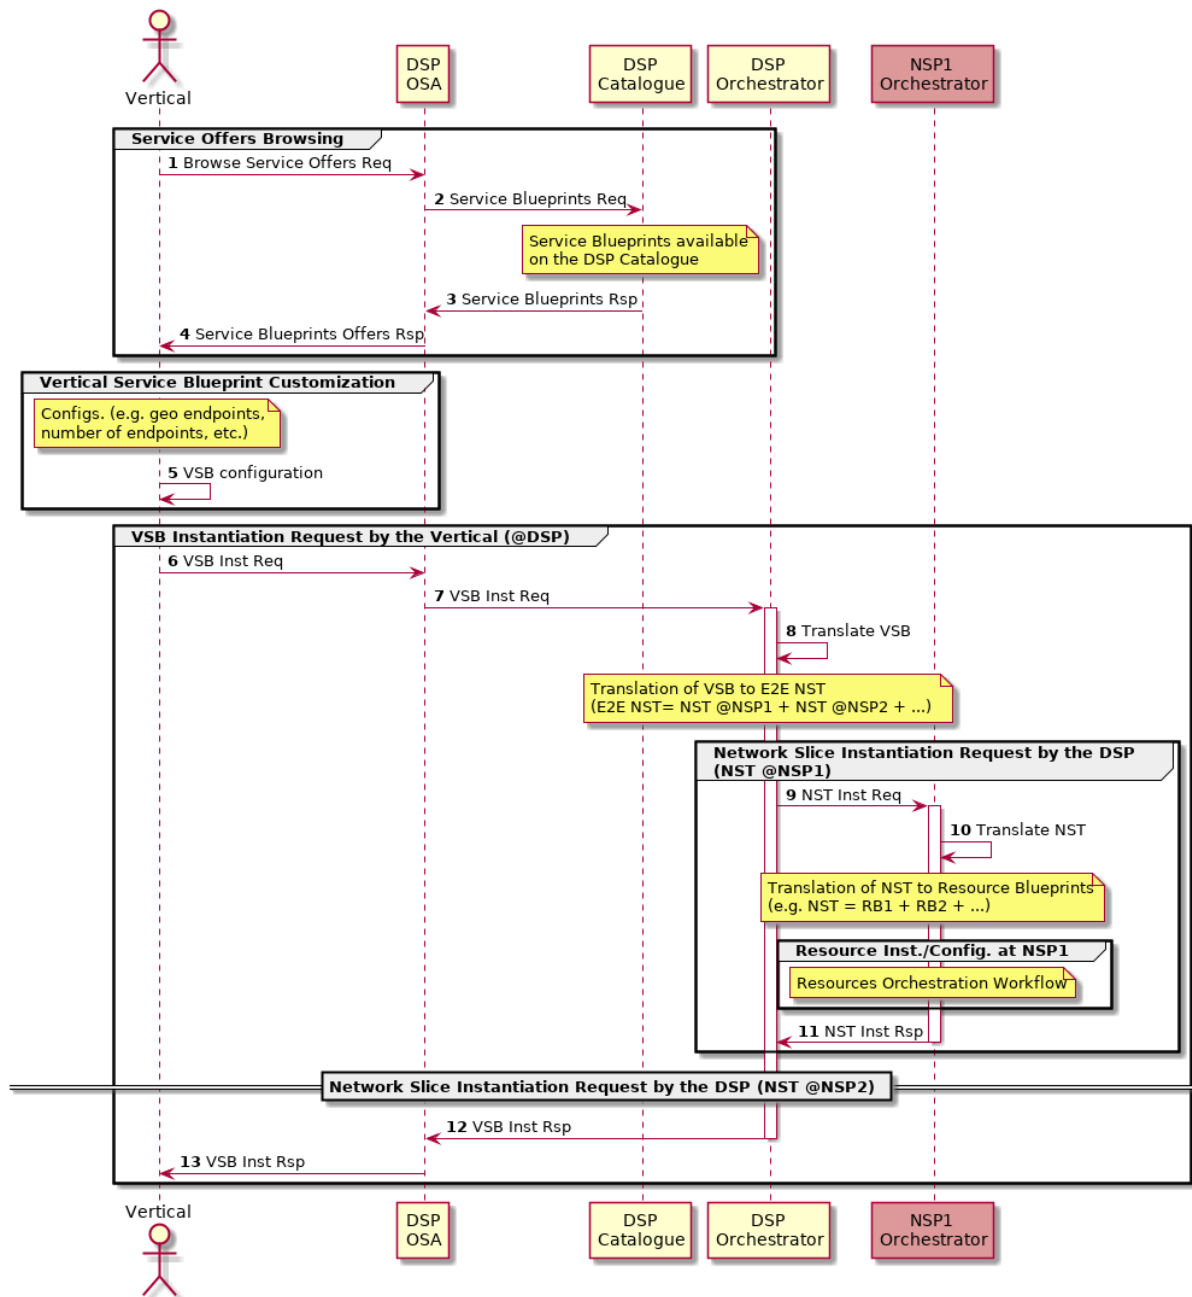 Vertical
DSP
OSA
DSP
Catalogue
DSP
Orchestrator
NSP1
Orchestrator
Service Offers Browsing
1 Browse Service Offers Req
2 Service Blueprints Req
Service Blueprints available
on the DSP Catalogue
3 Service Blueprints Rsp
4 Service Blueprints Offers Rsp
Vertical Service Blueprint Customization
Configs. (e.g. geo endpoints,
number of endpoints, etc.)
5 VSB configuration
VSB Instantiation Request by the Vertical (@DSP)
6 VSB Inst Req
7 VSB Inst Req
8 Translate VSB
Translation of VSB to E2E NST
(E2E NST= NST @NSP1 + NST @NSP2 + ...)
Network Slice Instantiation Request by the DSP
(NST @NSP1)
9 NST Inst Req
10 Translate NST
Translation of NST to Resource Blueprints
(e.g. NST = RB1 + RB2 + ...)
Resource Inst./Config. at NSP1
Resources Orchestration Workflow
11 NST Inst Rsp
Network Slice Instantiation Request by the DSP (NST @NSP2)
12 VSB Inst Rsp
13 VSB Inst Rsp
Vertical
DSP
OSA
DSP
Catalogue
DSP
Orchestrator
NSP1
Orchestrator